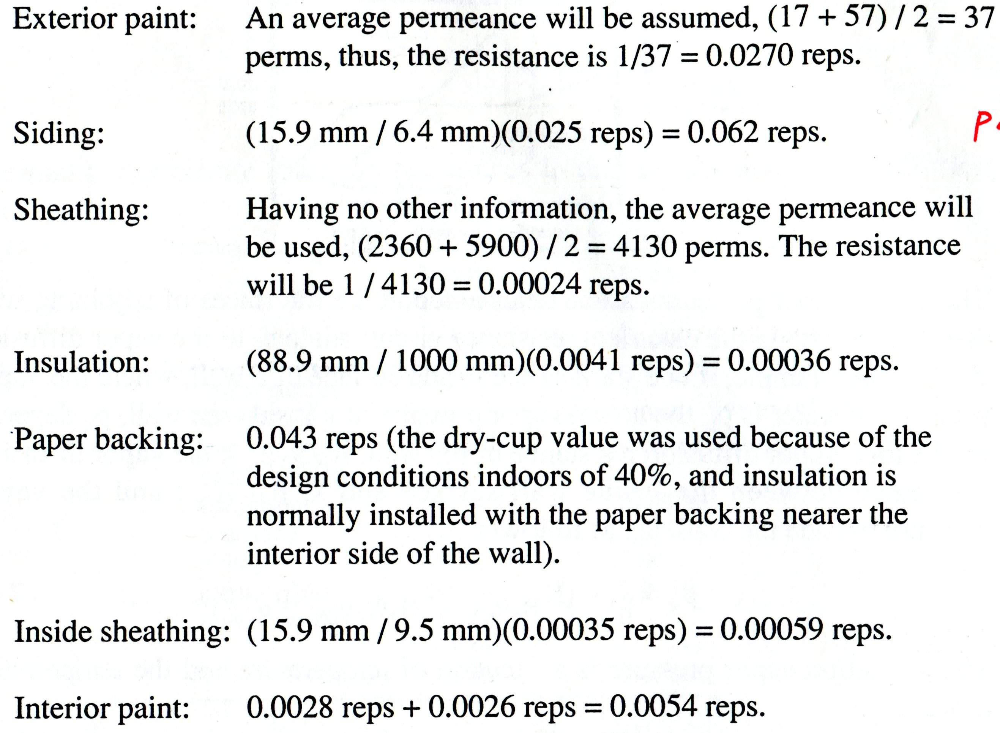 Exterior paint: An average permeance will be assumed, (17 + 57) / 2 = 37
perms, thus, the resistance is 1/37 = 0.0270 reps.
Siding: (15.9 mm / 6.4 mm)(0.025 reps) = 0.062 reps.
Sheathing: Having no other information, the average permeance will
be used, (2360 + 5900) / 2 = 4130 perms. The resistance
will be 1 / 4130 = 0.00024 reps.
Insulation: (88.9 mm / 1000 mm)(0.0041 reps) = 0.00036 reps.
Paper backing: 0.043 reps (the dry-cup value was used because of the
design conditions indoors of 40%, and insulation is
normally installed with the paper backing nearer the
interior side of the wall).
Inside sheathing: (15.9 mm / 9.5 mm)(0.00035 reps) = 0.00059 reps.
Interior paint: 0.0028 reps + 0.0026 reps = 0.0054 reps.